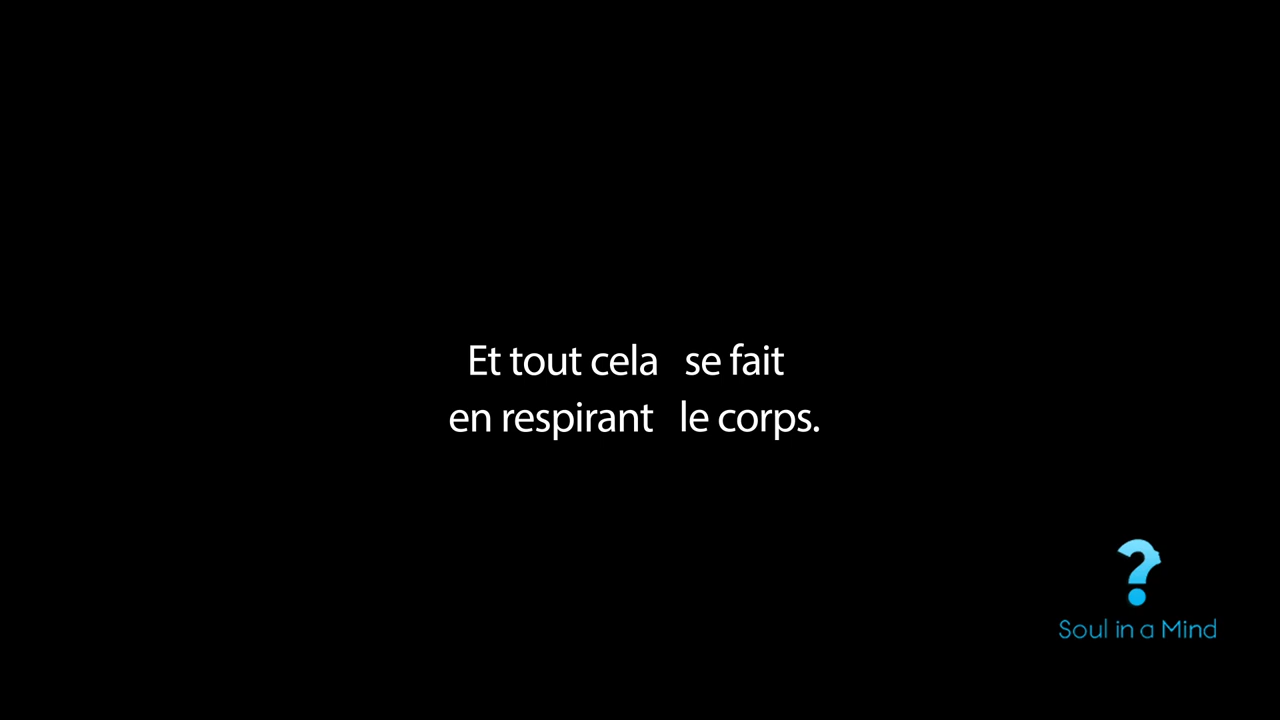 Et tout cela se fait
en respirant le corps.
Soul in a Mind